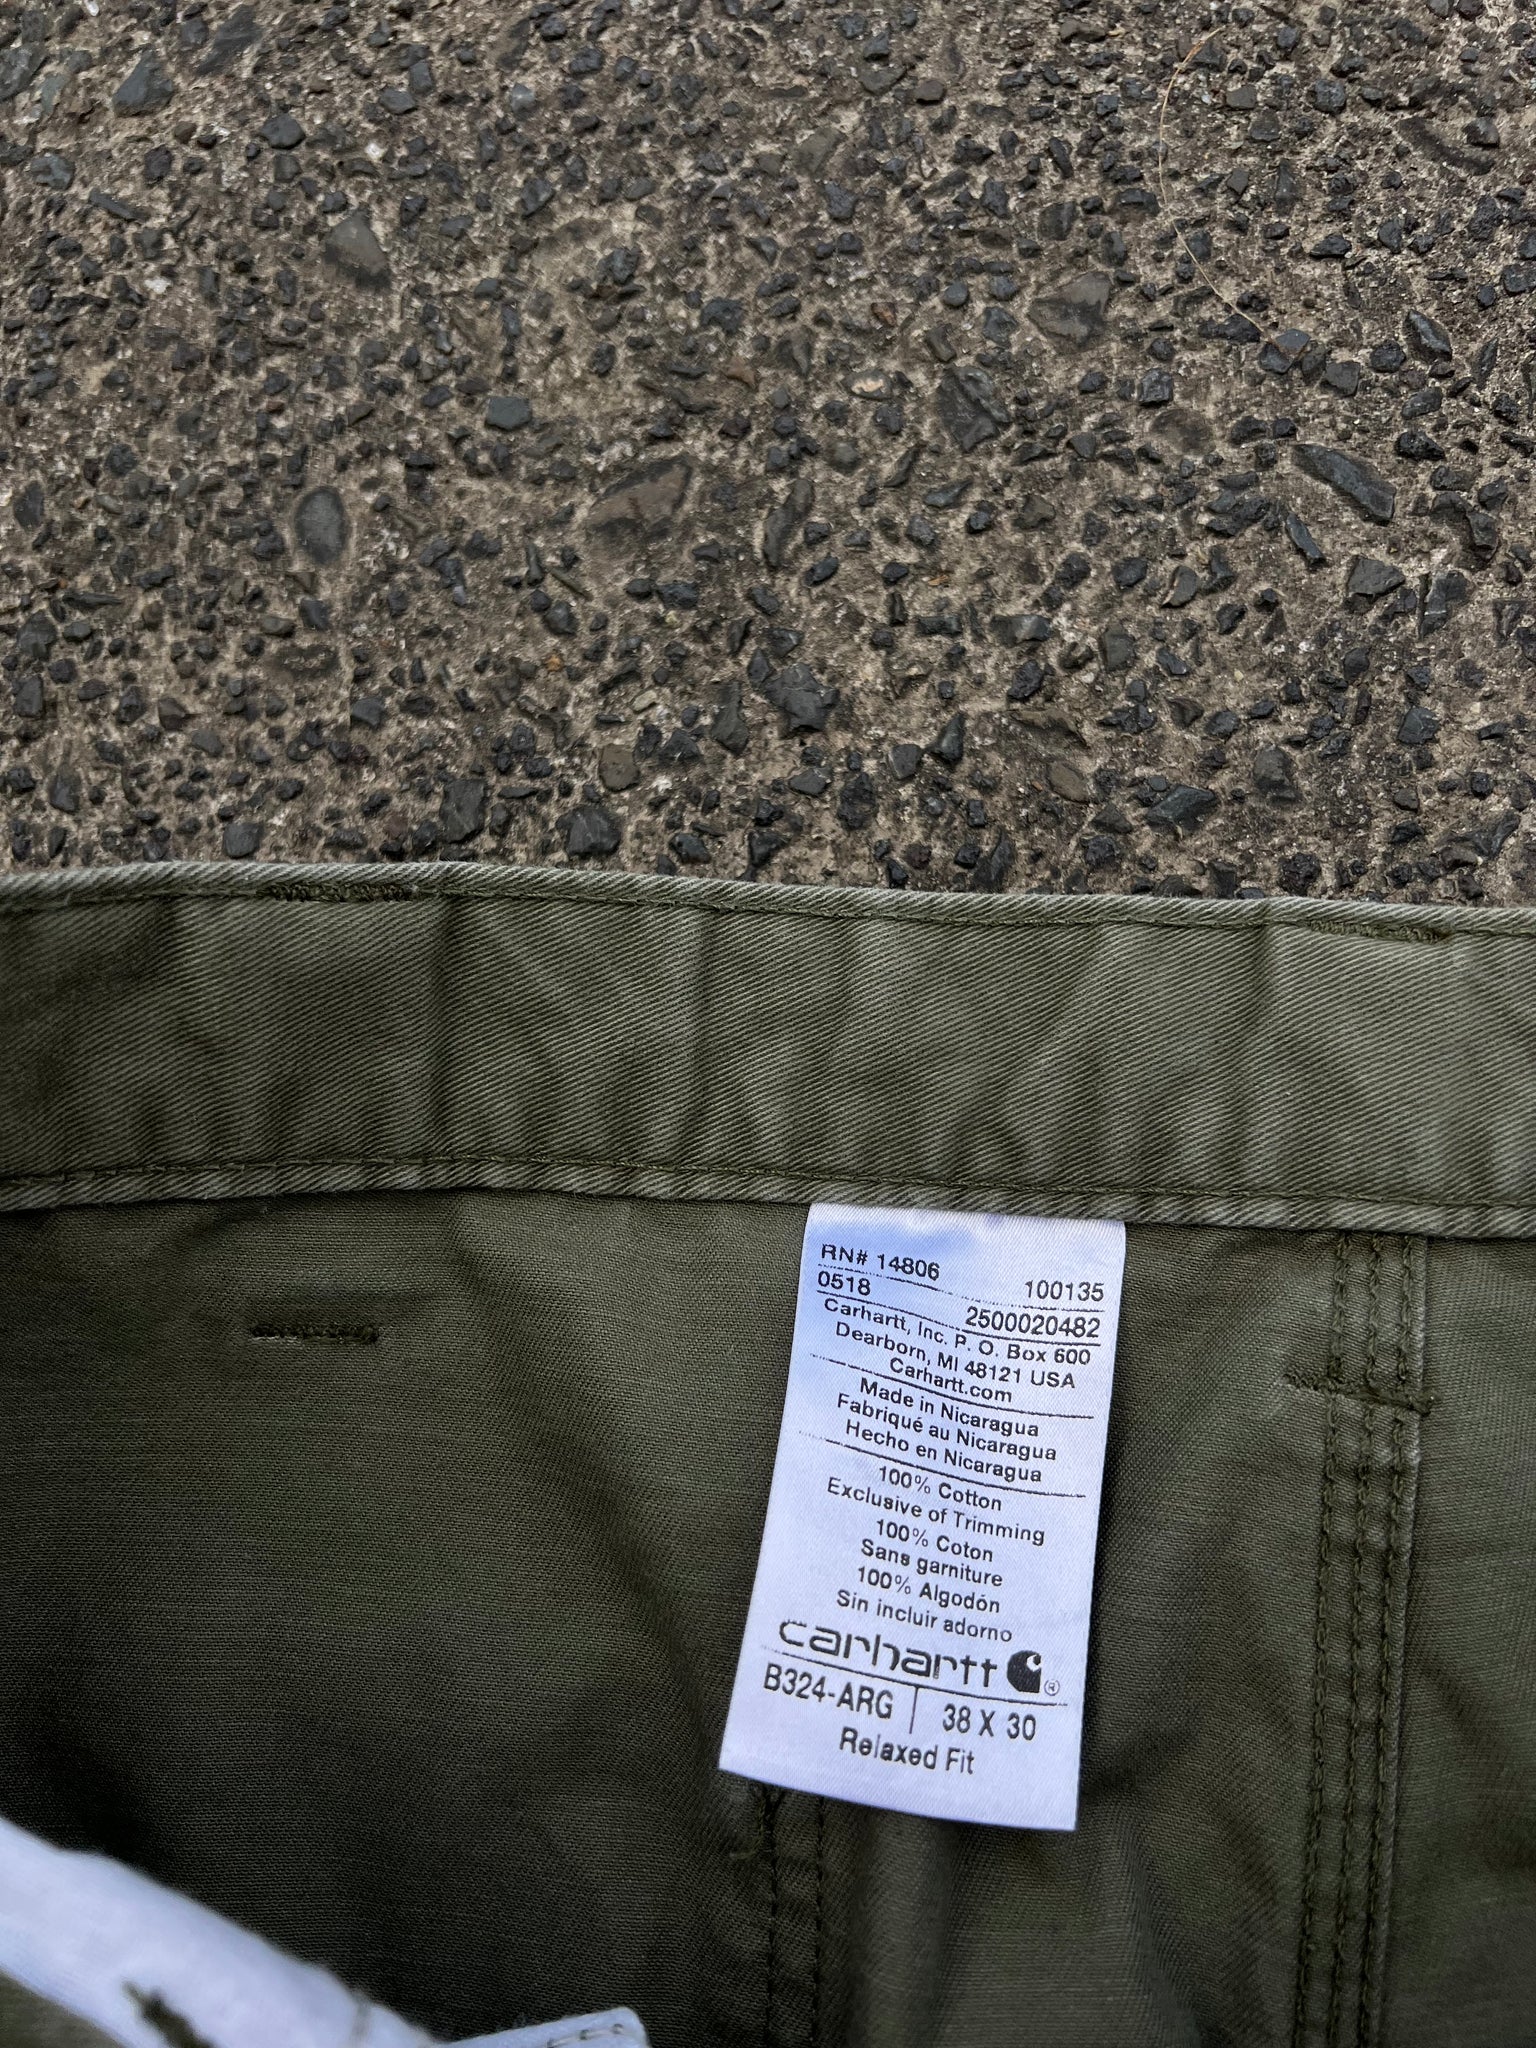 RN# 14806 100135
0518 2500020482
Carhartt, Inc. P. O. Box 600
Dearborn, MI 48121 USA
Carhartt.com
Made in Nicaragua
Fabriqué au Nicaragua
Hecho en Nicaragua
100% Cotton
Exclusive of Trimming
100% Coton
Sans garniture
100% Algodón
Sin incluir adorno
carhartt ®
B324-ARG | 38 X 30
Relaxed Fit